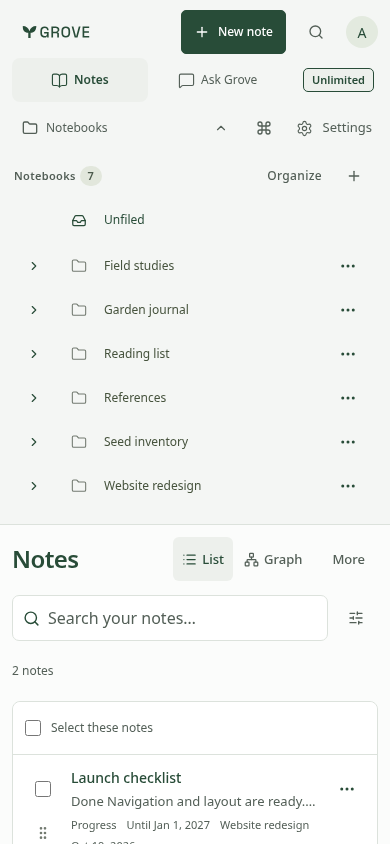 GROVE
New note
A
Notes
Ask Grove
Unlimited
Notebooks
Settings
Notebooks 7
Organize
Unfiled
Field studies
Garden journal
Reading list
References
Seed inventory
Website redesign
Notes
List
Graph
More
Search your notes...
2 notes
Select these notes
Launch checklist
Done Navigation and layout are ready....
Progress Until Jan 1, 2027 Website redesign